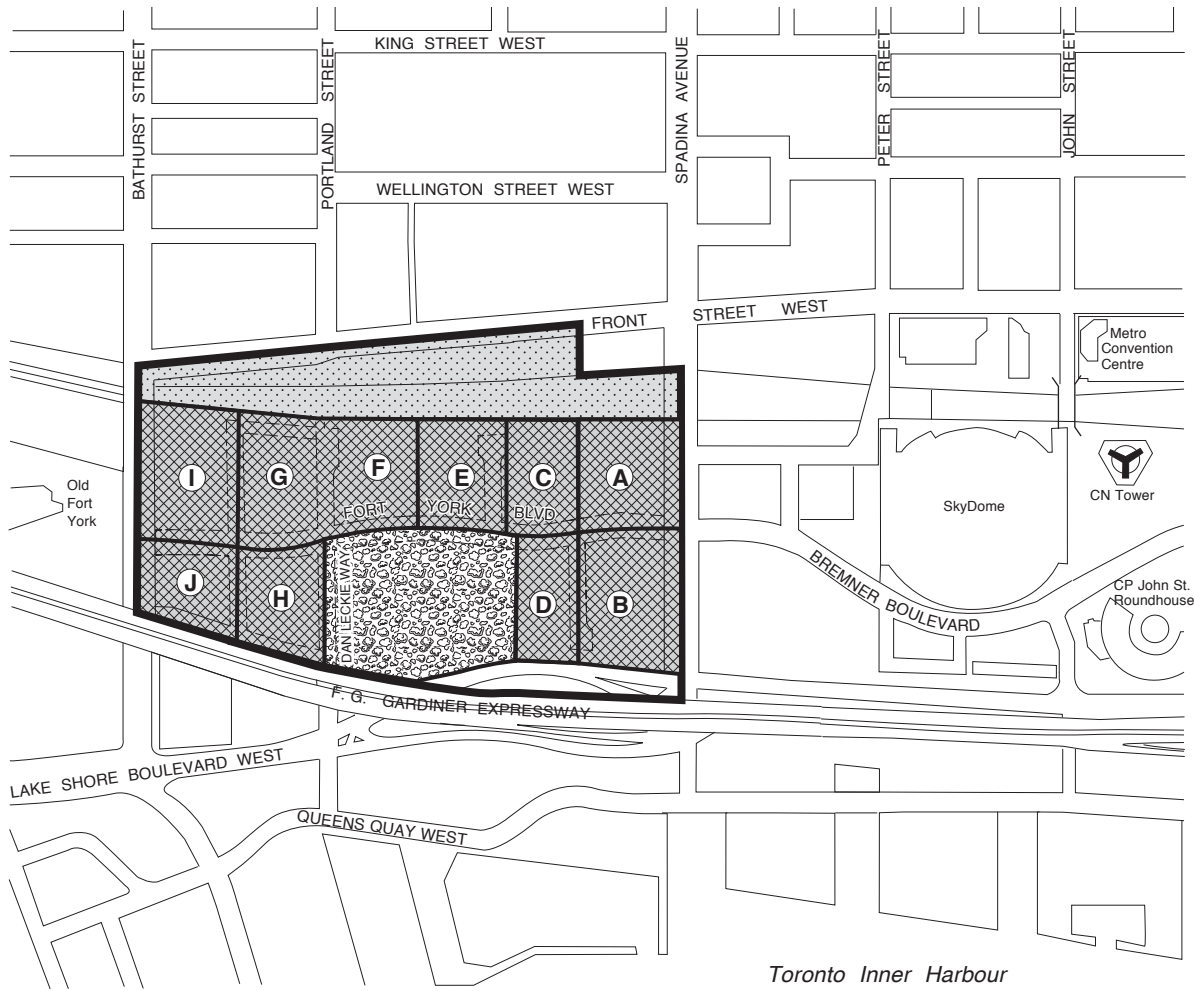 KING STREET WEST
BATHURST STREET
PORTLAND STREET
SPADINA AVENUE
PETER STREET
JOHN STREET
WELLINGTON STREET WEST
FRONT STREET WEST
Metro
Convention
Centre
I
G
F
E
C
A
Old
Fort
York
FORT YORK BLVD
SkyDome
CN Tower
J
H
DAN LECKIE WAY
D
B
BREMNER BOULEVARD
CP John St.
Roundhouse
F. G. GARDINER EXPRESSWAY
LAKE SHORE BOULEVARD WEST
QUEENS QUAY WEST
Toronto Inner Harbour